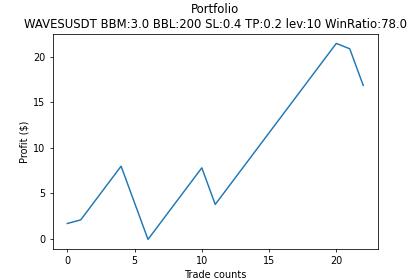 Portfolio
WAVESUSDT BBM:3.0 BBL:200 SL:0.4 TP:0.2 lev:10 WinRatio:78.0
Profit ($)
20
15
10
5
0
0 5 10 15 20
Trade counts